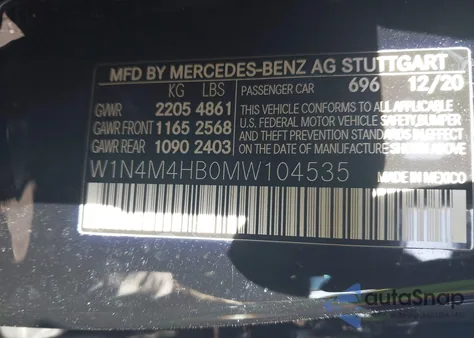 MFD BY MERCEDES-BENZ AG STUTTGART
KG LBS PASSENGER CAR 696 12/20
GVWR 2205 4861
GAWR FRONT 1165 2568
GAWR REAR 1090 2403
THIS VEHICLE CONFORMS TO ALL APPLICABLE
U.S. FEDERAL MOTOR VEHICLE SAFETY, BUMPER
AND THEFT PREVENTION STANDARDS IN EFFECT
ON THE DATE OF MANUFACTURE SHOWN ABOVE.
W1N4M4HB0MW104535
MADE IN MEXICO
autoSnap